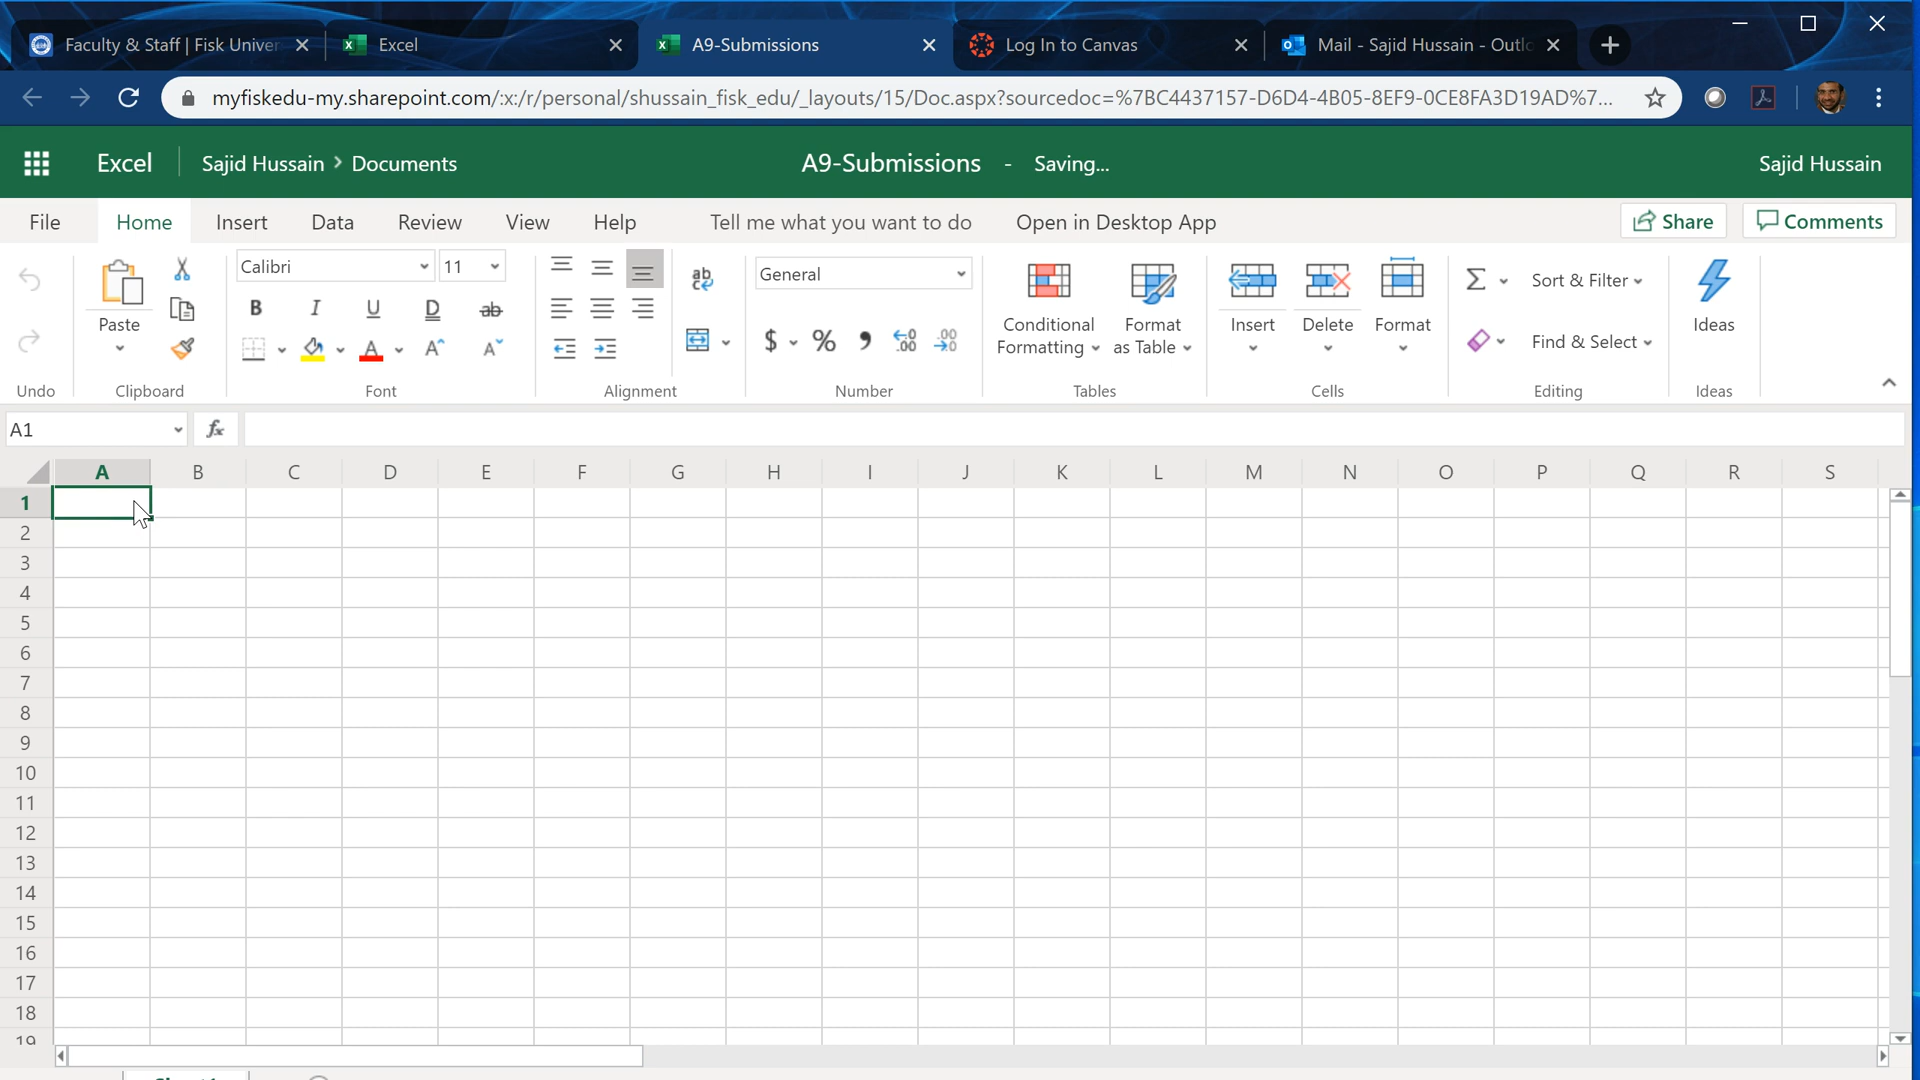 Faculty & Staff | Fisk Univer
Excel
A9-Submissions
Log In to Canvas
Mail - Sajid Hussain - Outlo
myfiskedu-my.sharepoint.com/:x:/r/personal/shussain_fisk_edu/_layouts/15/Doc.aspx?sourcedoc=%7BC4437157-D6D4-4B05-8EF9-0CE8FA3D19AD%7...
Excel
Sajid Hussain > Documents
A9-Submissions - Saving...
Sajid Hussain
File Home Insert Data Review View Help Tell me what you want to do Open in Desktop App Share Comments
Calibri 11
General
Paste
B I U D ab
$ % 9
Conditional Formatting
Format as Table
Insert
Delete
Format
Σ Sort & Filter
Find & Select
Ideas
Undo Clipboard Font Alignment Number Tables Cells Editing Ideas
A1 fx
A B C D E F G H I J K L M N O P Q R S
1
2
3
4
5
6
7
8
9
10
11
12
13
14
15
16
17
18
19